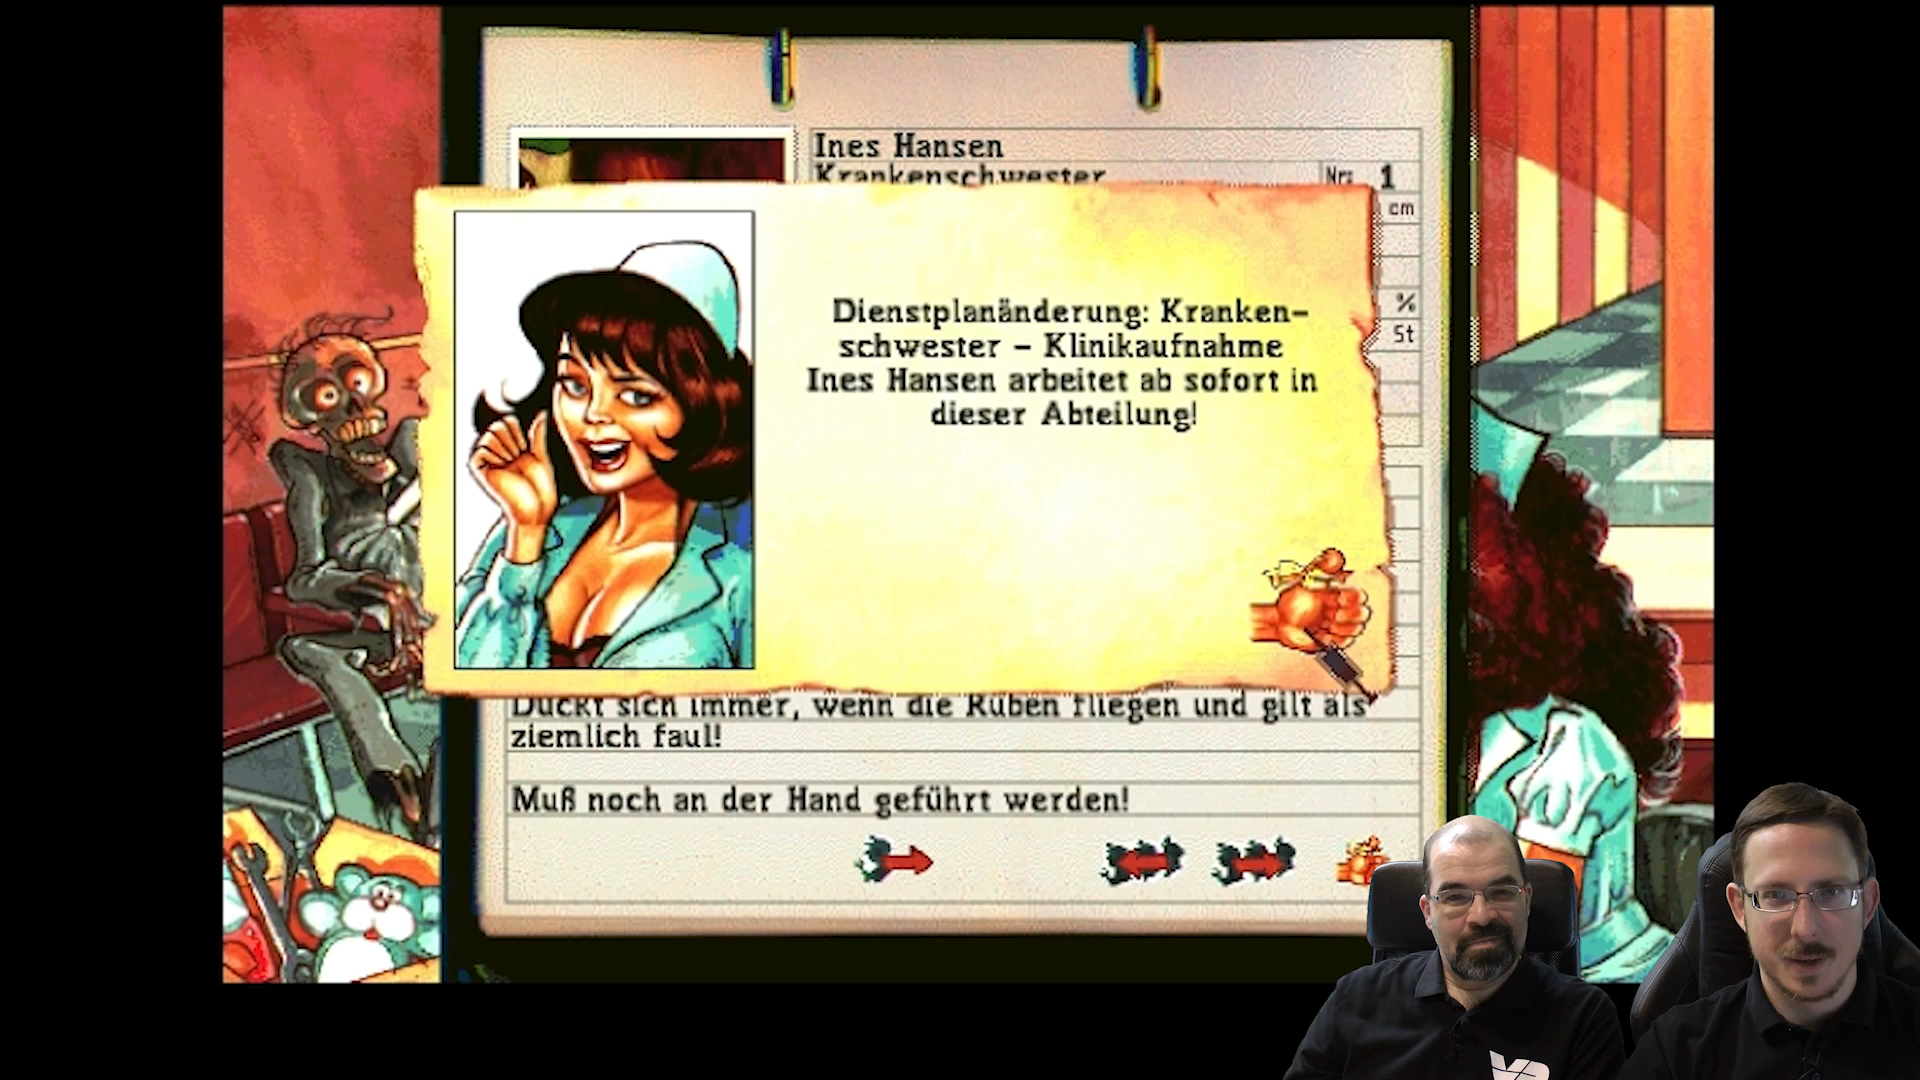 Ines Hansen
Krankenschwester
Nr: 1
cm
%
St
Dienstplanänderung: Kranken-
schwester - Klinikaufnahme
Ines Hansen arbeitet ab sofort in
dieser Abteilung!
Duckt sich immer, wenn die Rüben fliegen und gilt als
ziemlich faul!
Muß noch an der Hand geführt werden!